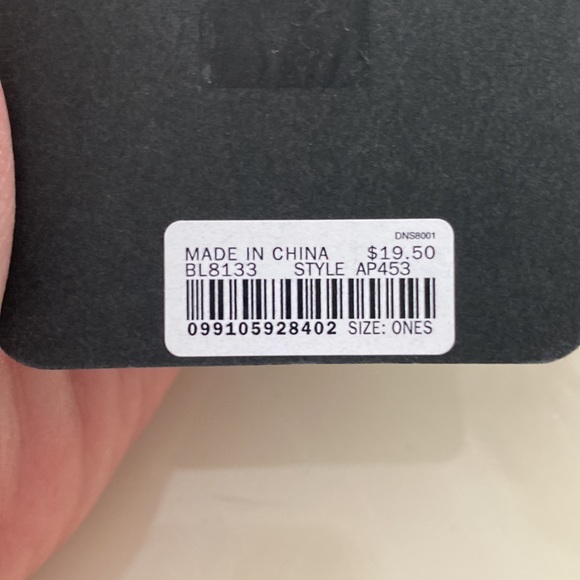 DNS8001
MADE IN CHINA $19.50
BL8133 STYLE AP453
099105928402 SIZE: ONES